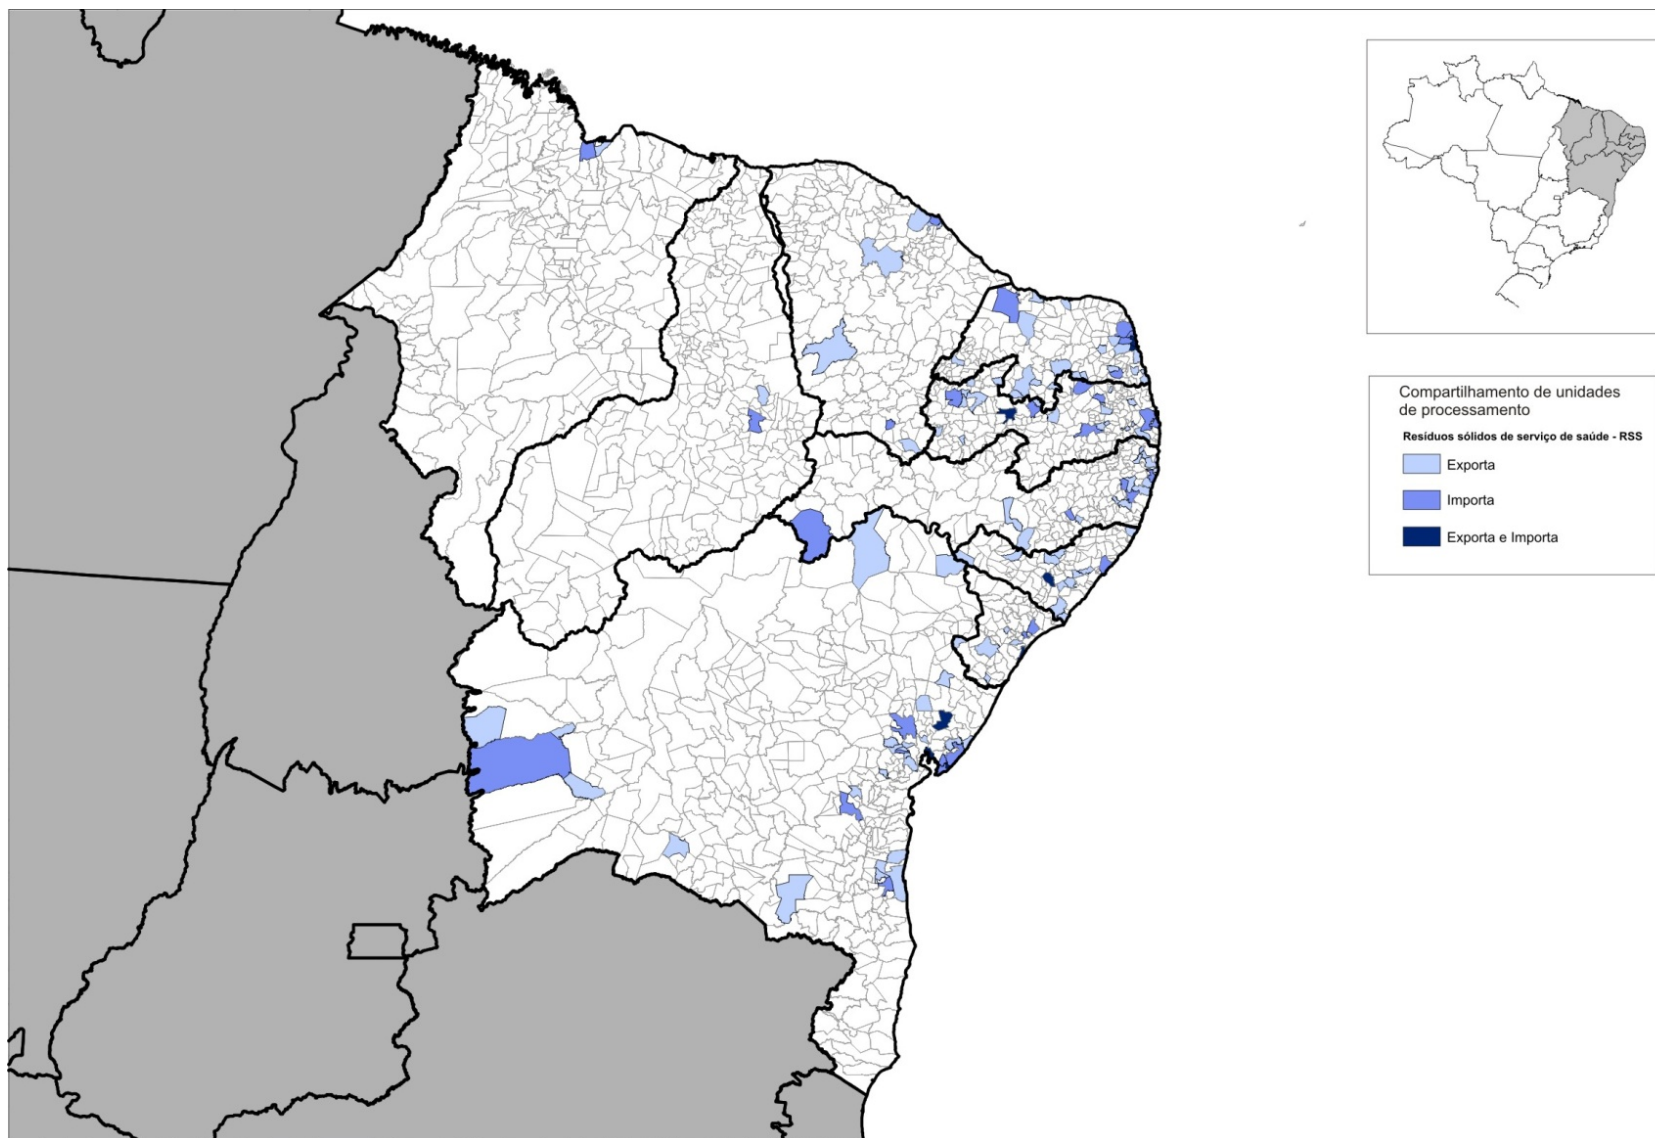 Compartilhamento de unidades
de processamento
Resíduos sólidos de serviço de saúde - RSS
Exporta
Importa
Exporta e Importa